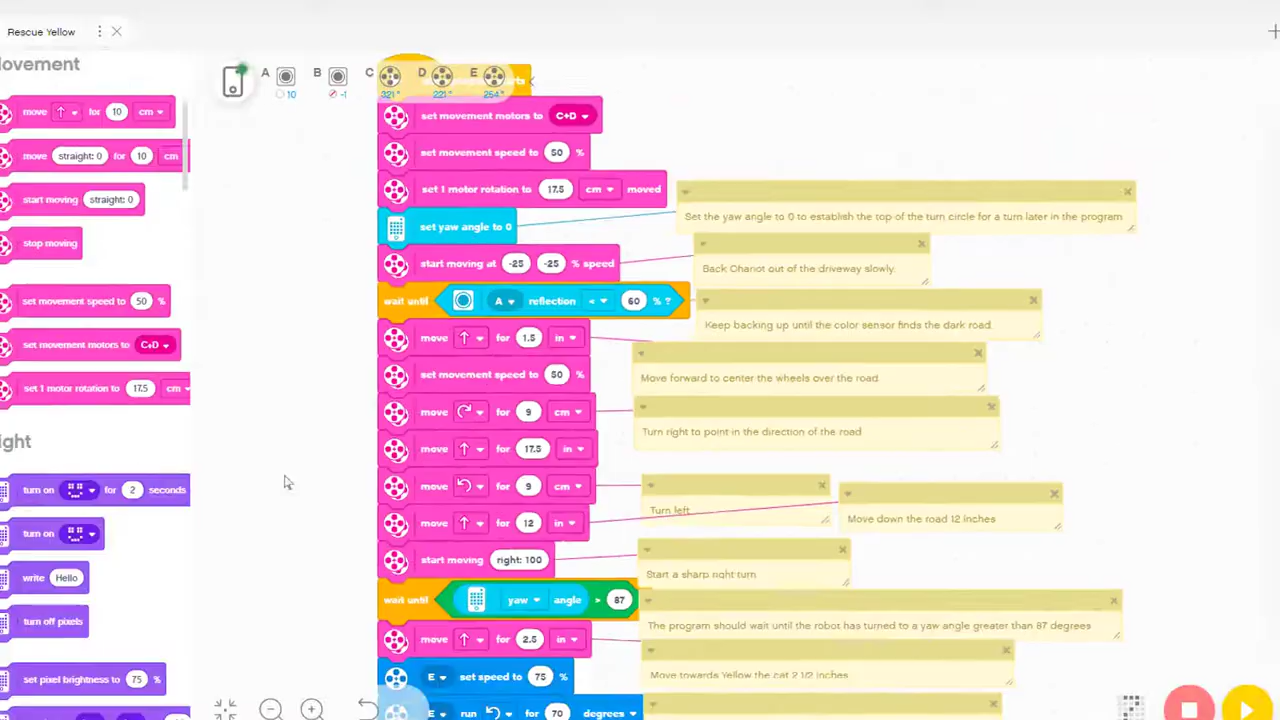 Rescue Yellow
A B C D E
10 -1 321° 221° 254°
ovement
move for 10 cm
move straight: 0 for 10 cm
start moving straight: 0
stop moving
set movement speed to 50 %
set movement motors to C+D
set 1 motor rotation to 17.5 cm
ight
turn on for 2 seconds
turn on
write Hello
turn off pixels
set pixel brightness to 75 %
set movement motors to C+D
set movement speed to 50 %
set 1 motor rotation to 17.5 cm moved
set yaw angle to 0
Set the yaw angle to 0 to establish the top of the turn circle for a turn later in the program
start moving at -25 -25 % speed
Back Ohariot out of the driveway slowly.
wait until A reflection < 60 % ?
Keep backing up until the color sensor finds the dark road.
move for 1.5 in
Move forward to center the wheels over the road
set movement speed to 50 %
move for 9 cm
Turn right to point in the direction of the road
move for 17.5 in
move for 9 cm
Turn left
move for 12 in
Move down the road 12 inches
start moving right: 100
Start a sharp right turn
wait until yaw angle > 87
The program should wait until the robot has turned to a yaw angle greater than 87 degrees
move for 2.5 in
Move towards Yellow the cat 2 1/2 inches
E set speed to 75 %
E run for 70 degrees